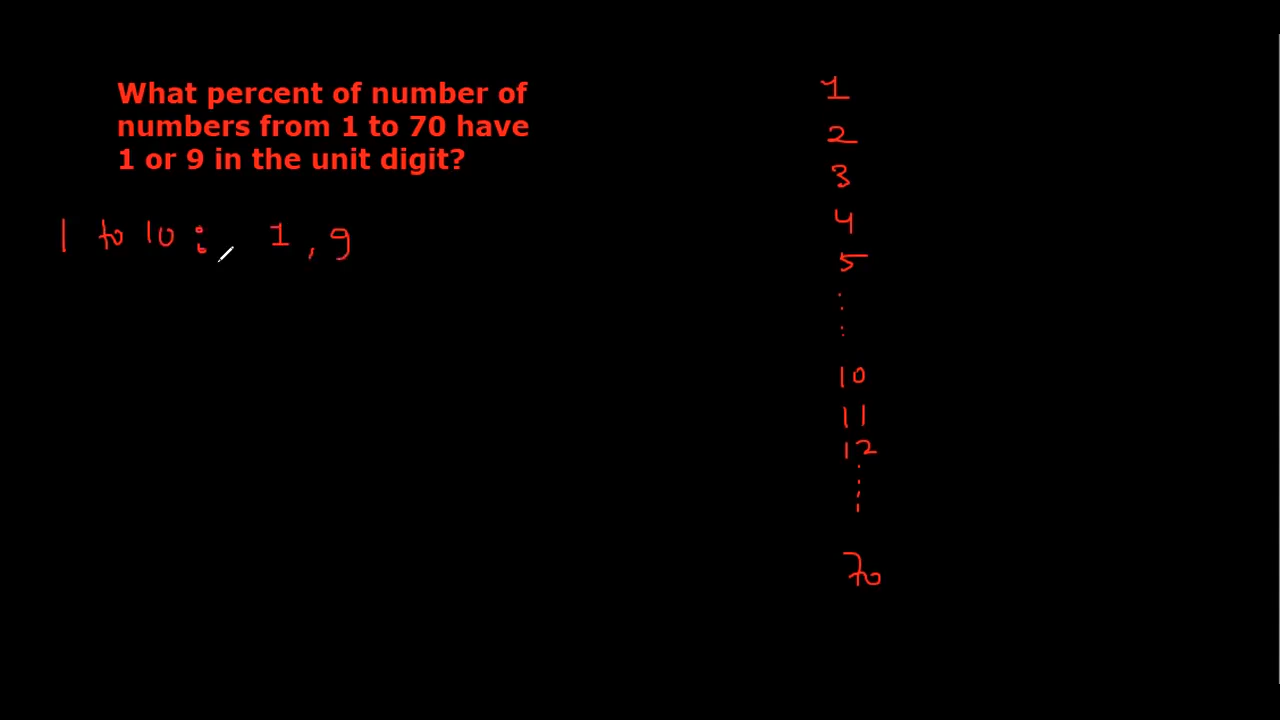 What percent of number of
numbers from 1 to 70 have
1 or 9 in the unit digit?
1 to 10 : 1 , 9
1
2
3
4
5
⋮
10
11
12
⋮
70